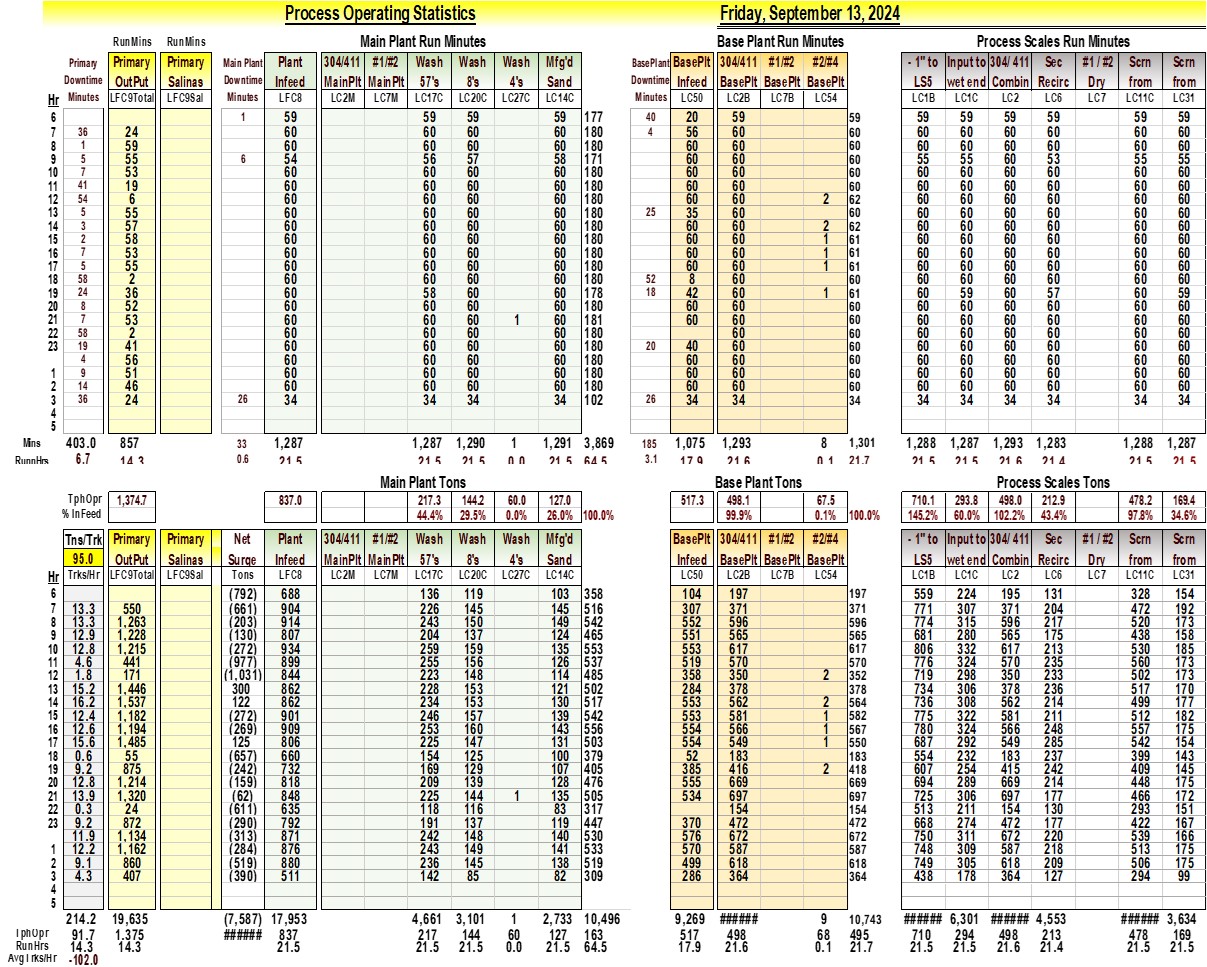 Process Operating Statistics Friday, September 13, 2024
Run Mins Run Mins Main Plant Run Minutes Base Plant Run Minutes Process Scales Run Minutes
Primary Primary Primary Main Plant Plant 304/411 #1/#2 Wash Wash Wash Mfg'd BasePlant BasePlt 304/411 #1/#2 #2/#4 - 1" to Input to 304/ 411 Sec #1 / #2 Scrn Scrn
Downtime OutPut Salinas Downtime Infeed MainPlt MainPlt 57's 8's 4's Sand Downtime Infeed BasePlt BasePlt BasePlt LS5 wet end Combin Recirc Dry from from
Hr Minutes LFC9Total LFC9Sal Minutes LFC8 LC2M LC7M LC17C LC20C LC27C LC14C Minutes LC50 LC2B LC7B LC54 LC1B LC1C LC2 LC6 LC7 LC11C LC31
6 1 59 59 59 59 177 40 20 59 59 59 59 59 59 59 59
7 36 24 60 60 60 60 180 4 56 60 60 60 60 60 60 60 60
8 1 59 60 60 60 60 180 60 60 60 60 60 60 60 60 60
9 5 55 6 54 56 57 58 171 60 60 60 55 55 60 53 55 55
10 7 53 60 60 60 60 180 60 60 60 60 60 60 60 60 60
11 41 19 60 60 60 60 180 60 60 60 60 60 60 60 60 60
12 54 6 60 60 60 60 180 60 60 2 62 60 60 60 60 60 60
13 5 55 60 60 60 60 180 25 35 60 60 60 60 60 60 60 60
14 3 57 60 60 60 60 180 60 60 2 62 60 60 60 60 60 60
15 2 58 60 60 60 60 180 60 60 1 61 60 60 60 60 60 60
16 7 53 60 60 60 60 180 60 60 1 61 60 60 60 60 60 60
17 5 55 60 60 60 60 180 60 60 1 61 60 60 60 60 60 60
18 58 2 60 60 60 60 180 52 8 60 60 60 60 60 60 60 60
19 24 36 60 58 60 60 178 18 42 60 1 61 60 59 60 57 60 59
20 8 52 60 60 60 60 180 60 60 60 60 60 60 60 60 60
21 7 53 60 60 60 1 60 181 60 60 60 60 60 60 60 60 60
22 58 2 60 60 60 60 180 60 60 60 60 60 60 60 60
23 19 41 60 60 60 60 180 20 40 60 60 60 60 60 60 60 60
4 56 60 60 60 60 180 60 60 60 60 60 60 60 60 60
1 9 51 60 60 60 60 180 60 60 60 60 60 60 60 60 60
2 14 46 60 60 60 60 180 60 60 60 60 60 60 60 60 60
3 36 24 26 34 34 34 34 102 26 34 34 34 34 34 34 34 34 34
4
5
Mins 403.0 857 33 1,287 1,287 1,290 1 1,291 3,869 185 1,075 1,293 8 1,301 1,288 1,287 1,293 1,283 1,288 1,287
RunnHrs 6.7 14.3 0.6 21.5 21.5 21.5 0.0 21.5 64.5 3.1 17.9 21.6 0.1 21.7 21.5 21.5 21.6 21.4 21.5 21.5
Main Plant Tons Base Plant Tons Process Scales Tons
TphOpr 1,374.7 837.0 217.3 144.2 60.0 127.0 517.3 498.1 67.5 710.1 293.8 498.0 212.9 478.2 169.4
% InFeed 44.4% 29.5% 0.0% 26.0% 100.0% 99.9% 0.1% 100.0% 145.2% 60.0% 102.2% 43.4% 97.8% 34.6%
Tns/Trk Primary Primary Net Plant 304/411 #1/#2 Wash Wash Wash Mfg'd BasePlt 304/411 #1/#2 #2/#4 - 1" to Input to 304/ 411 Sec #1 / #2 Scrn Scrn
95.0 OutPut Salinas Surge Infeed MainPlt MainPlt 57's 8's 4's Sand Infeed BasePlt BasePlt BasePlt LS5 wet end Combin Recirc Dry from from
Hr Trks/Hr LFC9Total LFC9Sal Tons LFC8 LC2M LC7M LC17C LC20C LC27C LC14C LC50 LC2B LC7B LC54 LC1B LC1C LC2 LC6 LC7 LC11C LC31
6 (792) 688 136 119 103 358 104 197 197 559 224 195 131 328 154
7 13.3 550 (661) 904 226 145 145 516 307 371 371 771 307 371 204 472 192
8 13.3 1,263 (203) 914 243 150 149 542 552 596 596 774 315 596 217 520 173
9 12.9 1,228 (130) 807 204 137 124 465 551 565 565 681 280 565 175 438 158
10 12.8 1,215 (272) 934 259 159 135 553 553 617 617 806 332 617 213 530 185
11 4.6 441 (977) 899 255 156 126 537 519 570 570 776 324 570 235 560 173
12 1.8 171 (1,031) 844 223 148 114 485 358 350 2 352 719 298 350 233 502 173
13 15.2 1,446 300 862 228 153 121 502 284 378 378 734 306 378 236 517 170
14 16.2 1,537 122 862 234 153 130 517 553 562 2 564 736 308 562 214 499 177
15 12.4 1,182 (272) 901 246 157 139 542 553 581 1 582 775 322 581 211 512 182
16 12.6 1,194 (269) 909 253 160 143 556 554 566 1 567 780 324 566 248 557 175
17 15.6 1,485 125 806 225 147 131 503 554 549 1 550 687 292 549 285 542 154
18 0.6 55 (657) 660 154 125 100 379 52 183 183 554 232 183 237 399 143
19 9.2 875 (242) 732 169 129 107 405 385 416 2 418 607 254 415 242 409 145
20 12.8 1,214 (159) 818 209 139 128 476 555 669 669 694 289 669 214 448 175
21 13.9 1,320 (62) 848 225 144 1 135 505 534 697 697 725 306 697 177 466 172
22 0.3 24 (611) 635 118 116 83 317 154 154 513 211 154 130 293 151
23 9.2 872 (290) 792 191 137 119 447 370 472 472 668 274 472 177 422 167
11.9 1,134 (313) 871 242 148 140 530 576 672 672 750 311 672 220 539 166
1 12.2 1,162 (284) 876 243 149 141 533 570 587 587 748 309 587 218 513 175
2 9.1 860 (519) 880 236 145 138 519 499 618 618 749 305 618 209 506 175
3 4.3 407 (390) 511 142 85 82 309 286 364 364 438 178 364 127 294 99
4
5
214.2 19,635 (7,587) 17,953 4,661 3,101 1 2,733 10,496 9,269 ###### 9 10,743 ###### 6,301 ###### 4,553 ###### 3,634
TphOpr 91.7 1,375 ###### 837 217 144 60 127 163 517 498 68 495 710 294 498 213 478 169
RunHrs 14.3 14.3 21.5 21.5 21.5 0.0 21.5 64.5 17.9 21.6 0.1 21.7 21.5 21.5 21.6 21.4 21.5 21.5
AvgTrks/Hr -102.0